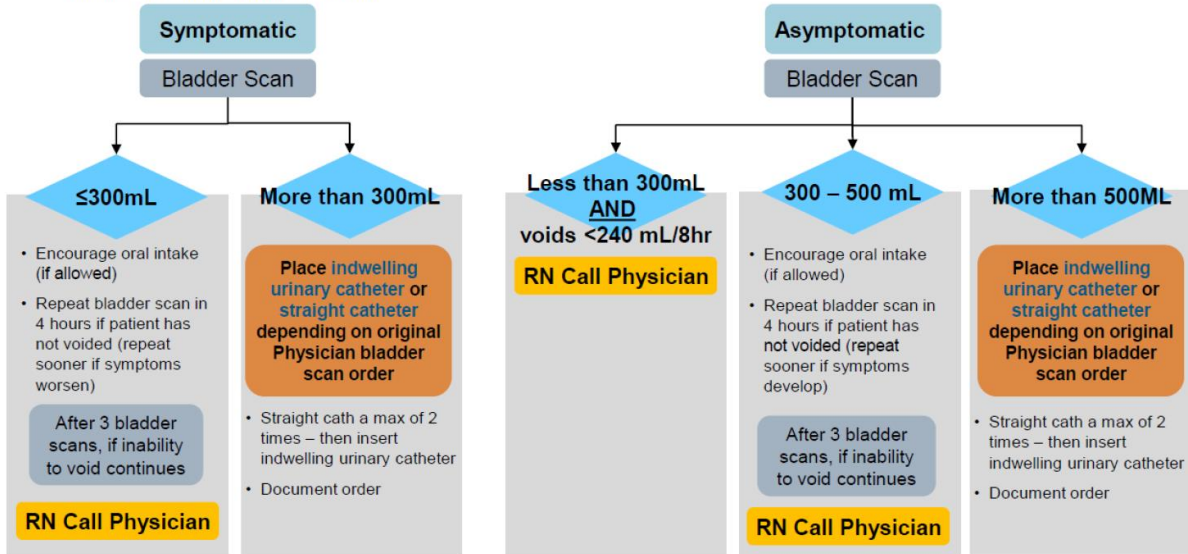 Symptomatic
Bladder Scan
≤300mL
• Encourage oral intake
(if allowed)
• Repeat bladder scan in
4 hours if patient has
not voided (repeat
sooner if symptoms
worsen)
After 3 bladder
scans, if inability
to void continues
RN Call Physician
More than 300mL
Place indwelling
urinary catheter or
straight catheter
depending on original
Physician bladder
scan order
• Straight cath a max of 2
times – then insert
indwelling urinary catheter
• Document order
Asymptomatic
Bladder Scan
Less than 300mL
AND
voids <240 mL/8hr
RN Call Physician
300 – 500 mL
• Encourage oral intake
(if allowed)
• Repeat bladder scan in
4 hours if patient has
not voided (repeat
sooner if symptoms
develop)
After 3 bladder
scans, if inability
to void continues
RN Call Physician
More than 500ML
Place indwelling
urinary catheter or
straight catheter
depending on original
Physician bladder
scan order
• Straight cath a max of 2
times – then insert
indwelling urinary catheter
• Document order